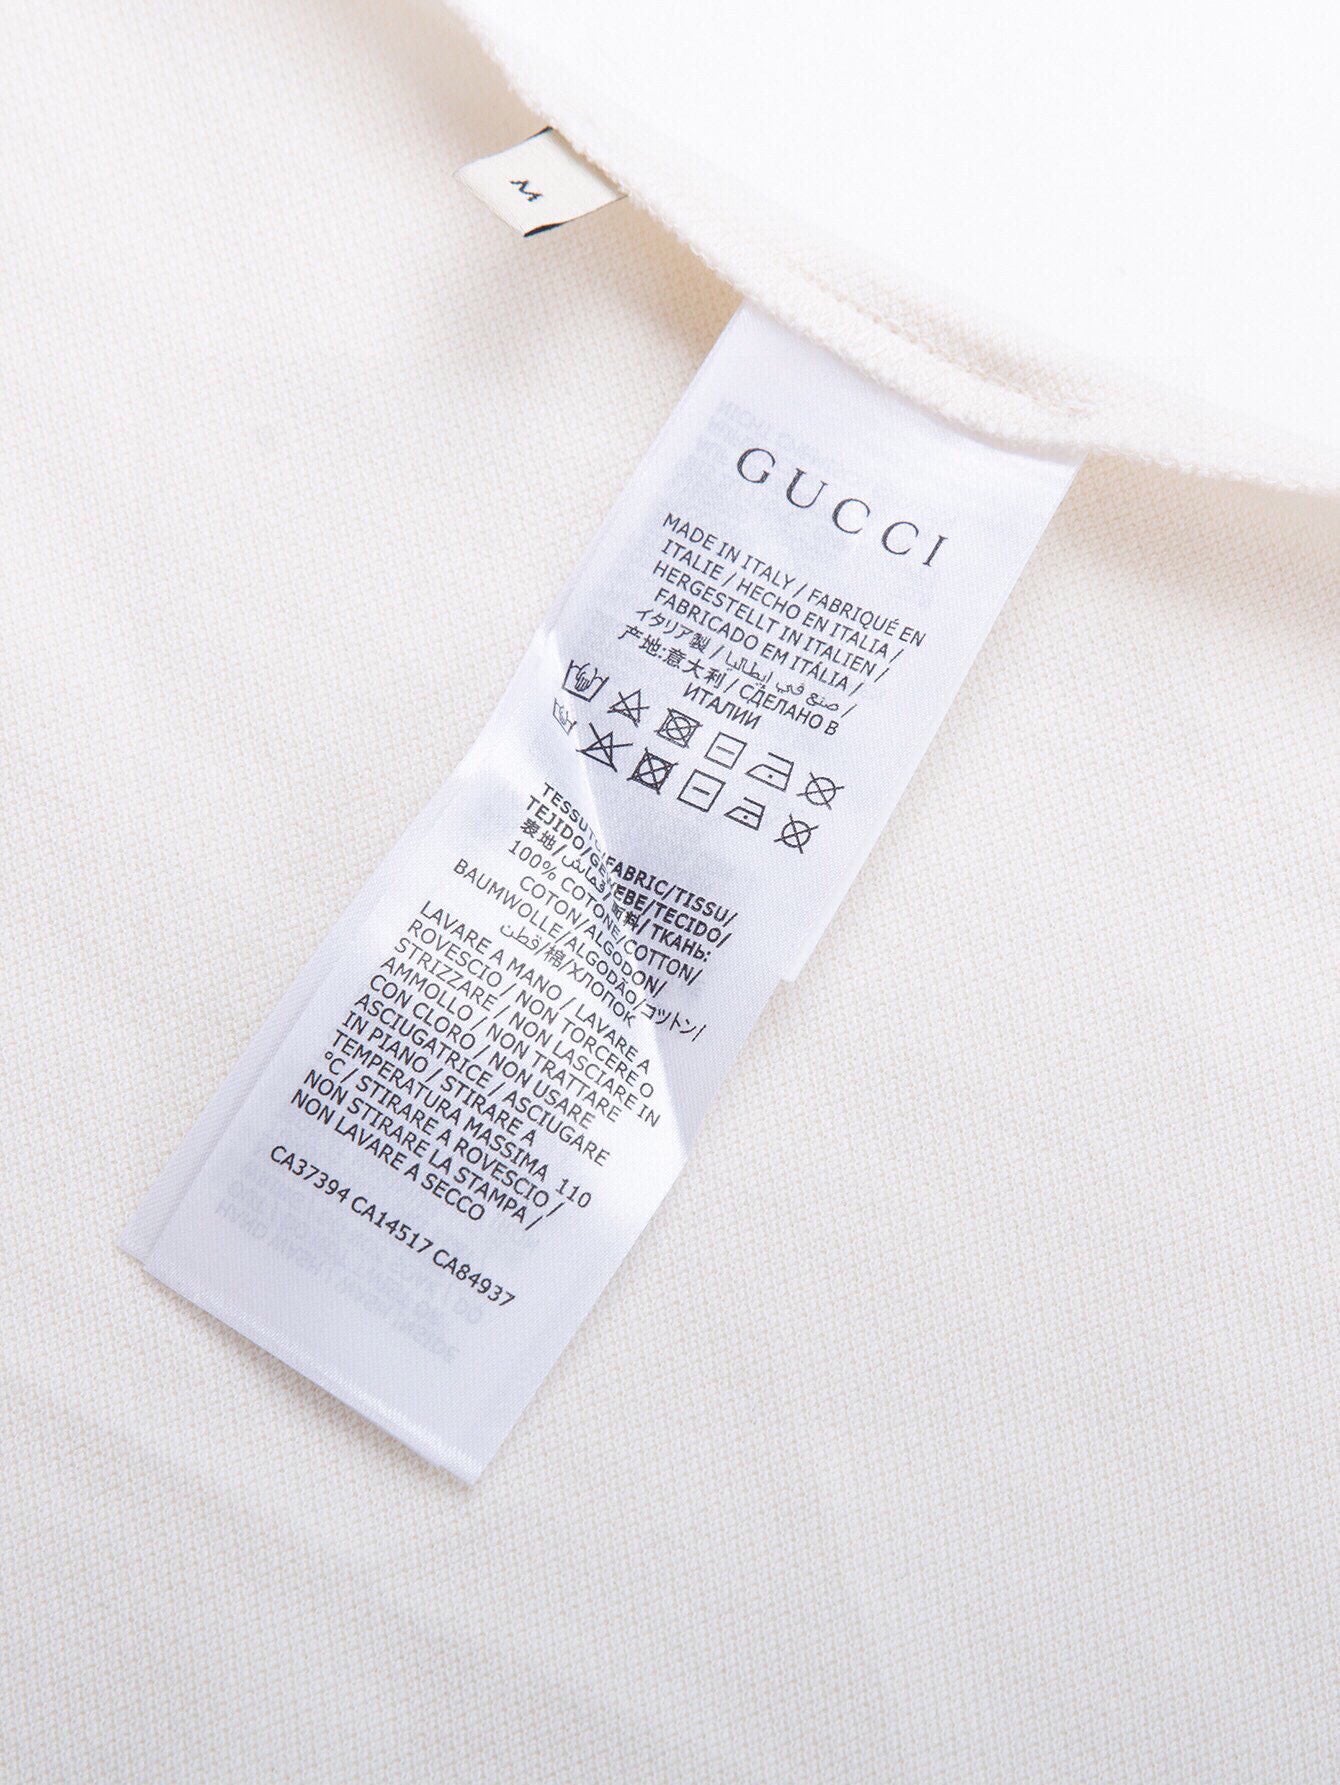 M
GUCCI
MADE IN ITALY / FABRIQUÉ EN
ITALIE / HECHO EN ITALIA /
HERGESTELLT IN ITALIEN /
FABRICADO EM ITÁLIA /
イタリア製 / صنع في إيطاليا /
产地:意大利 / СДЕЛАНО В
ИТАЛИИ
TESSUTO/FABRIC/TISSU/
TEJIDO/GEWEBE/TECIDO/
表地/قماش/面料/ТКАНЬ:
100% COTONE/COTTON/
COTON/ALGODON/
BAUMWOLLE/ALGODÃO/コットン/
قطن/棉/ХЛОПОК
LAVARE A MANO / LAVARE A
ROVESCIO / NON TORCERE O
STRIZZARE / NON LASCIARE IN
AMMOLLO / NON TRATTARE
CON CLORO / NON USARE
ASCIUGATRICE / ASCIUGARE
IN PIANO / STIRARE A
TEMPERATURA MASSIMA 110
°C / STIRARE A ROVESCIO /
NON STIRARE LA STAMPA /
NON LAVARE A SECCO
CA37394 CA14517 CA84937